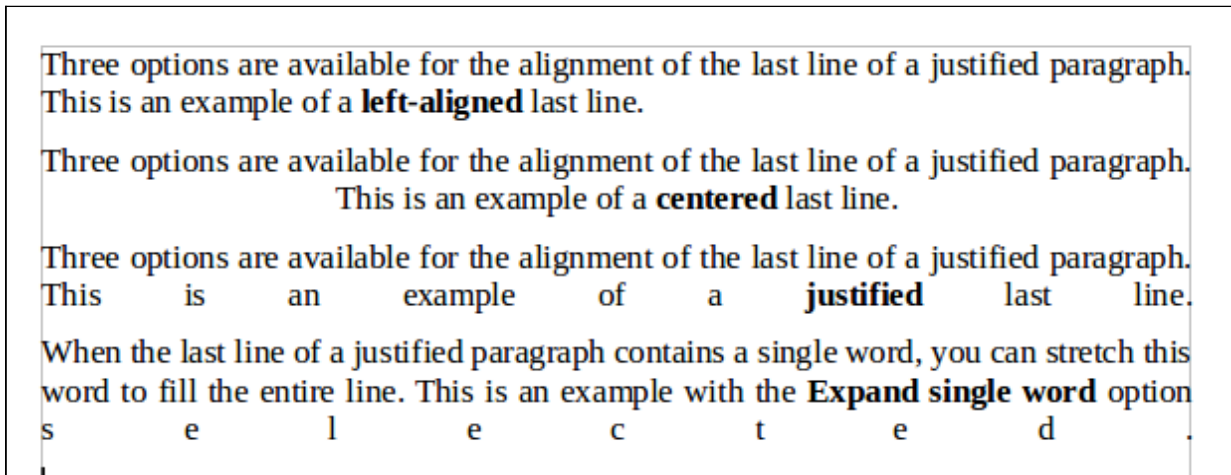 Three options are available for the alignment of the last line of a justified paragraph.
This is an example of a left-aligned last line.
Three options are available for the alignment of the last line of a justified paragraph.
This is an example of a centered last line.
Three options are available for the alignment of the last line of a justified paragraph.
This is an example of a justified last line.
When the last line of a justified paragraph contains a single word, you can stretch this
word to fill the entire line. This is an example with the Expand single word option
s e l e c t e d .